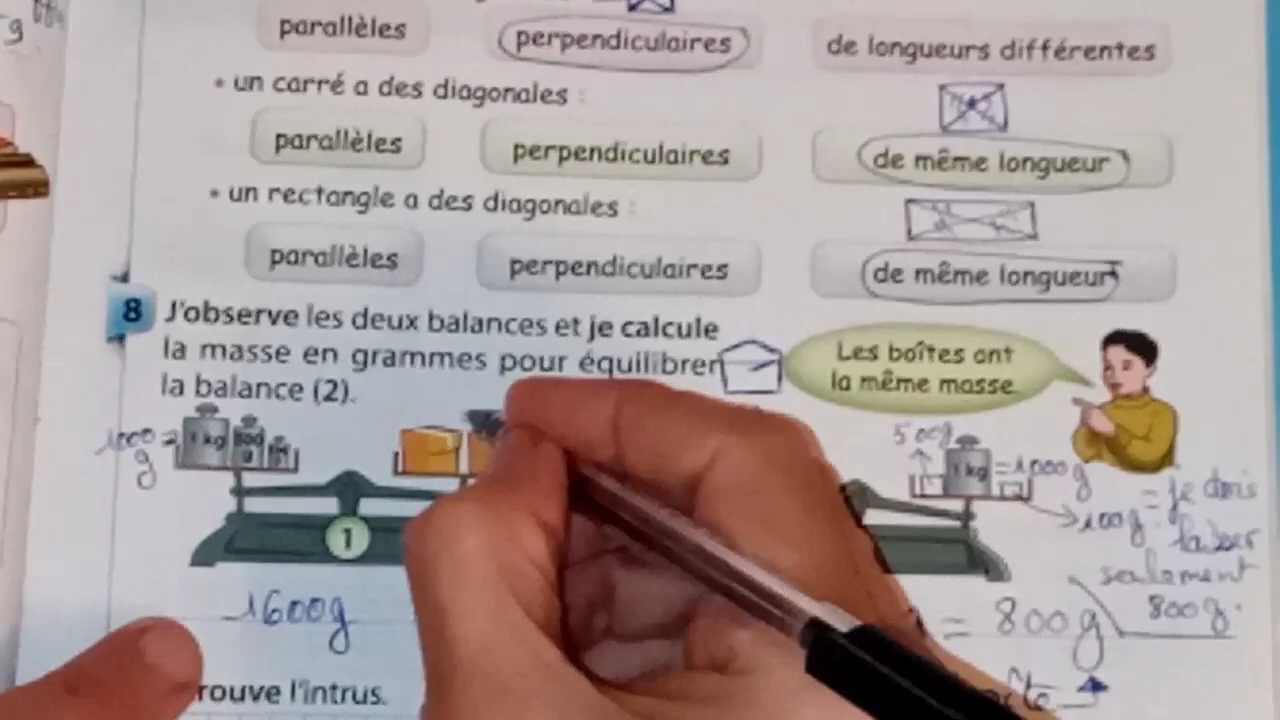 g
parallèles perpendiculaires de longueurs différentes
• un carré a des diagonales :
parallèles perpendiculaires de même longueur
• un rectangle a des diagonales :
parallèles perpendiculaires de même longueur
8 J'observe les deux balances et je calcule
la masse en grammes pour équilibrer
la balance (2).
Les boîtes ont
la même masse
1000 =
g
1 kg 500 g
500g
1 kg = 1000 g
100g = je dois
laisser
seulement
800g.
1
1600g
= 800g
rouve l'intrus.